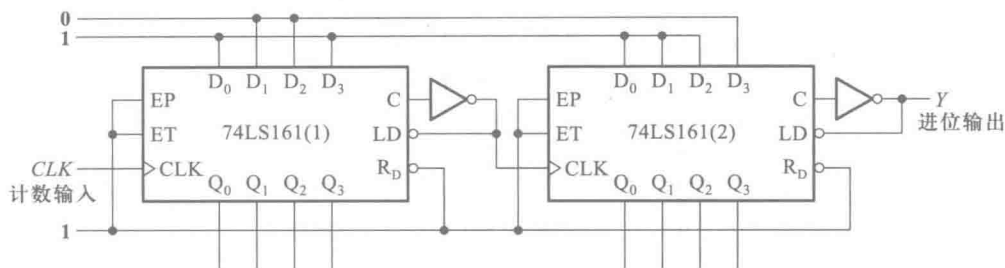 0
1
D₀ D₁ D₂ D₃
D₀ D₁ D₂ D₃
EP C
EP C
Y
ET 74LS161(1) LD
ET 74LS161(2) LD
进位输出
CLK
CLK R_D
CLK R_D
计数输入
Q₀ Q₁ Q₂ Q₃
Q₀ Q₁ Q₂ Q₃
1